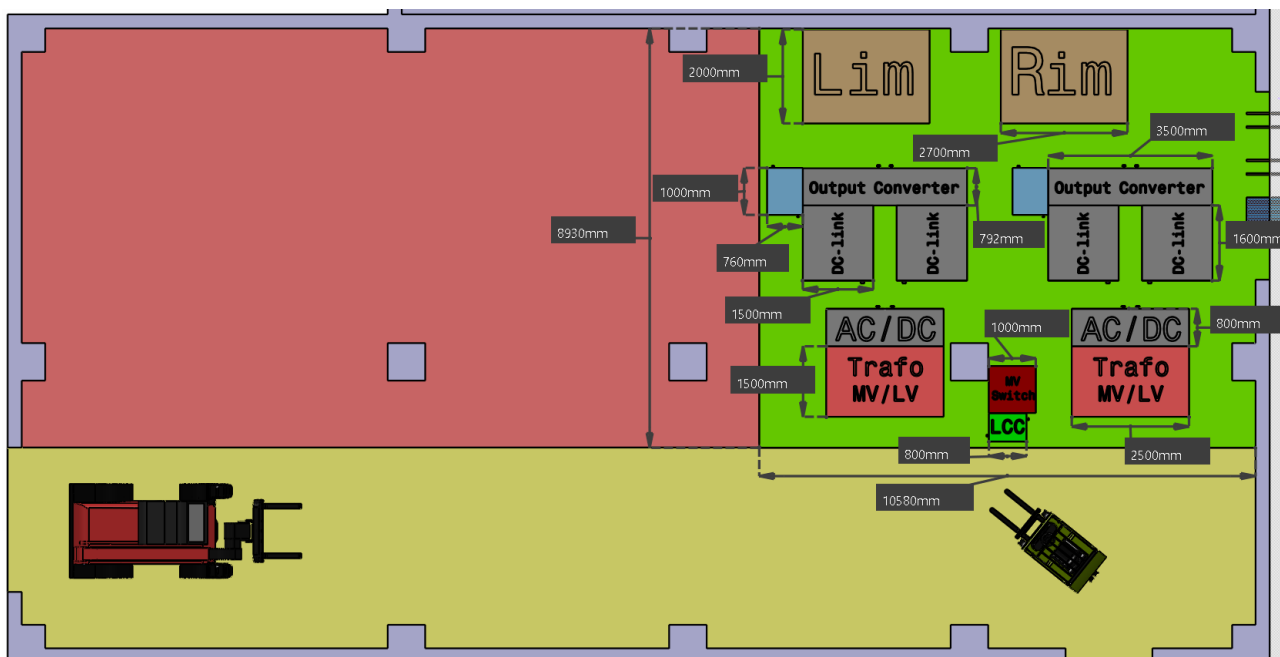 Lim
Rim
2000mm
2700mm
3500mm
1000mm
Output Converter
Output Converter
8930mm
DC-link
DC-link
792mm
DC-link
DC-link
1600mm
760mm
1500mm
AC/DC
1000mm
AC/DC
800mm
1500mm
Trafo
MV/LV
MV
Switch
Trafo
MV/LV
LCC
800mm
2500mm
10580mm